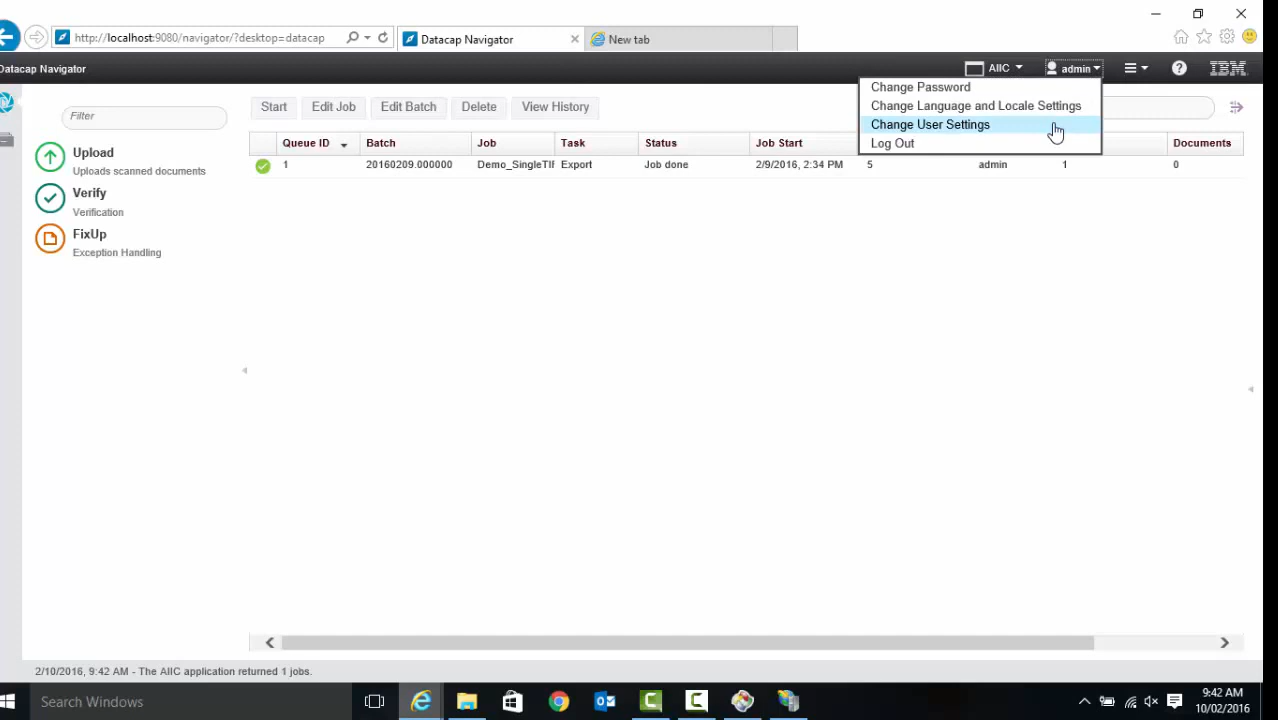 http://localhost:9080/navigator/?desktop=datacap
Datacap Navigator
New tab
Datacap Navigator
AIIC
admin
IBM
Change Password
Change Language and Locale Settings
Change User Settings
Log Out
Filter
Start
Edit Job
Edit Batch
Delete
View History
Queue ID Batch Job Task Status Job Start Documents
1 20160209.000000 Demo_SingleTIF Export Job done 2/9/2016, 2:34 PM 5 admin 1 0
Upload
Uploads scanned documents
Verify
Verification
FixUp
Exception Handling
2/10/2016, 9:42 AM - The AIIC application returned 1 jobs.
Search Windows
9:42 AM
10/02/2016